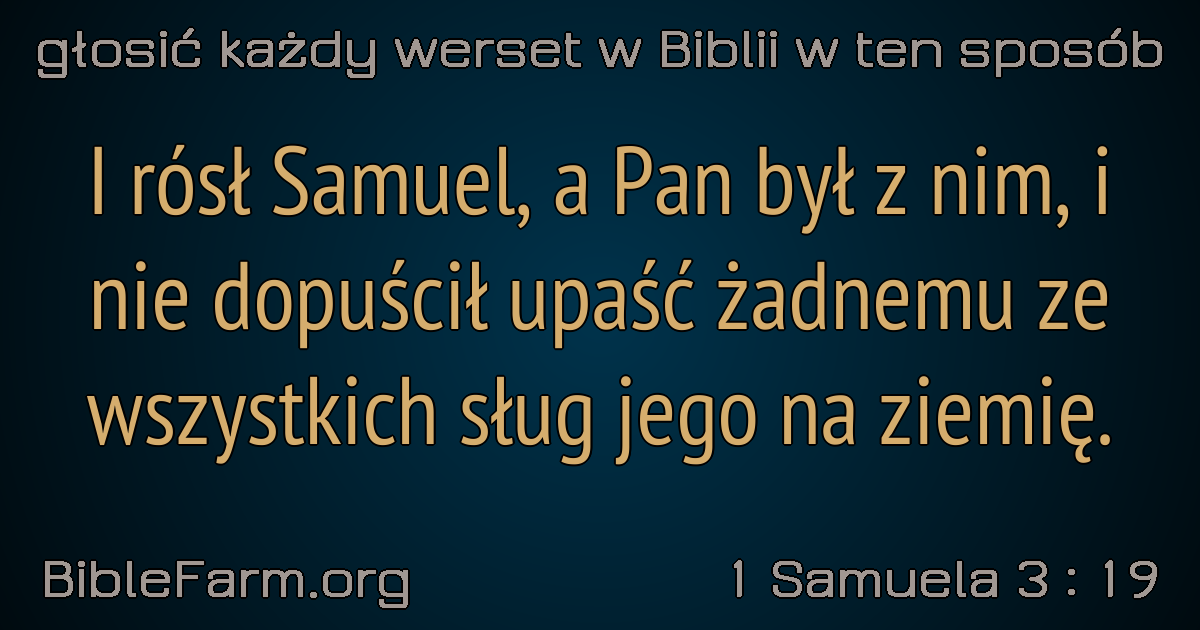 głosić każdy werset w Biblii w ten sposób
I rósł Samuel, a Pan był z nim, i
nie dopuścił upaść żadnemu ze
wszystkich sług jego na ziemię.
BibleFarm.org
1 Samuela 3 : 19